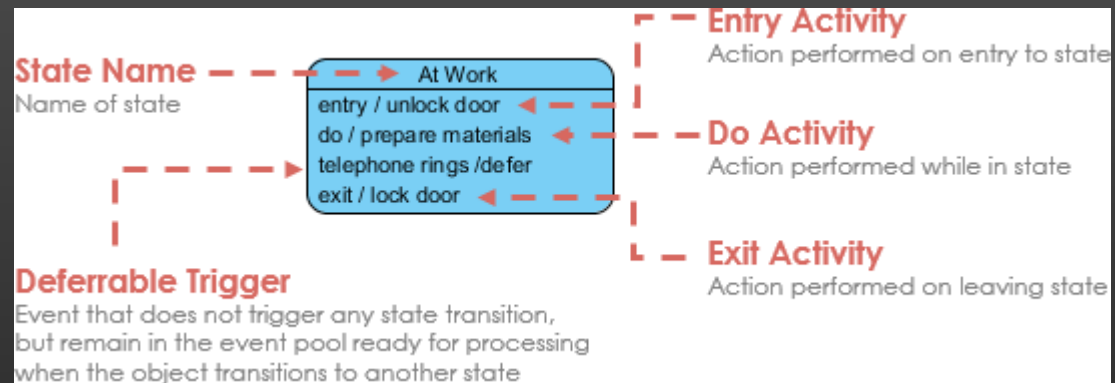 Entry Activity
Action performed on entry to state
State Name
Name of state
At Work
entry / unlock door
do / prepare materials
telephone rings /defer
exit / lock door
Do Activity
Action performed while in state
Exit Activity
Action performed on leaving state
Deferrable Trigger
Event that does not trigger any state transition,
but remain in the event pool ready for processing
when the object transitions to another state